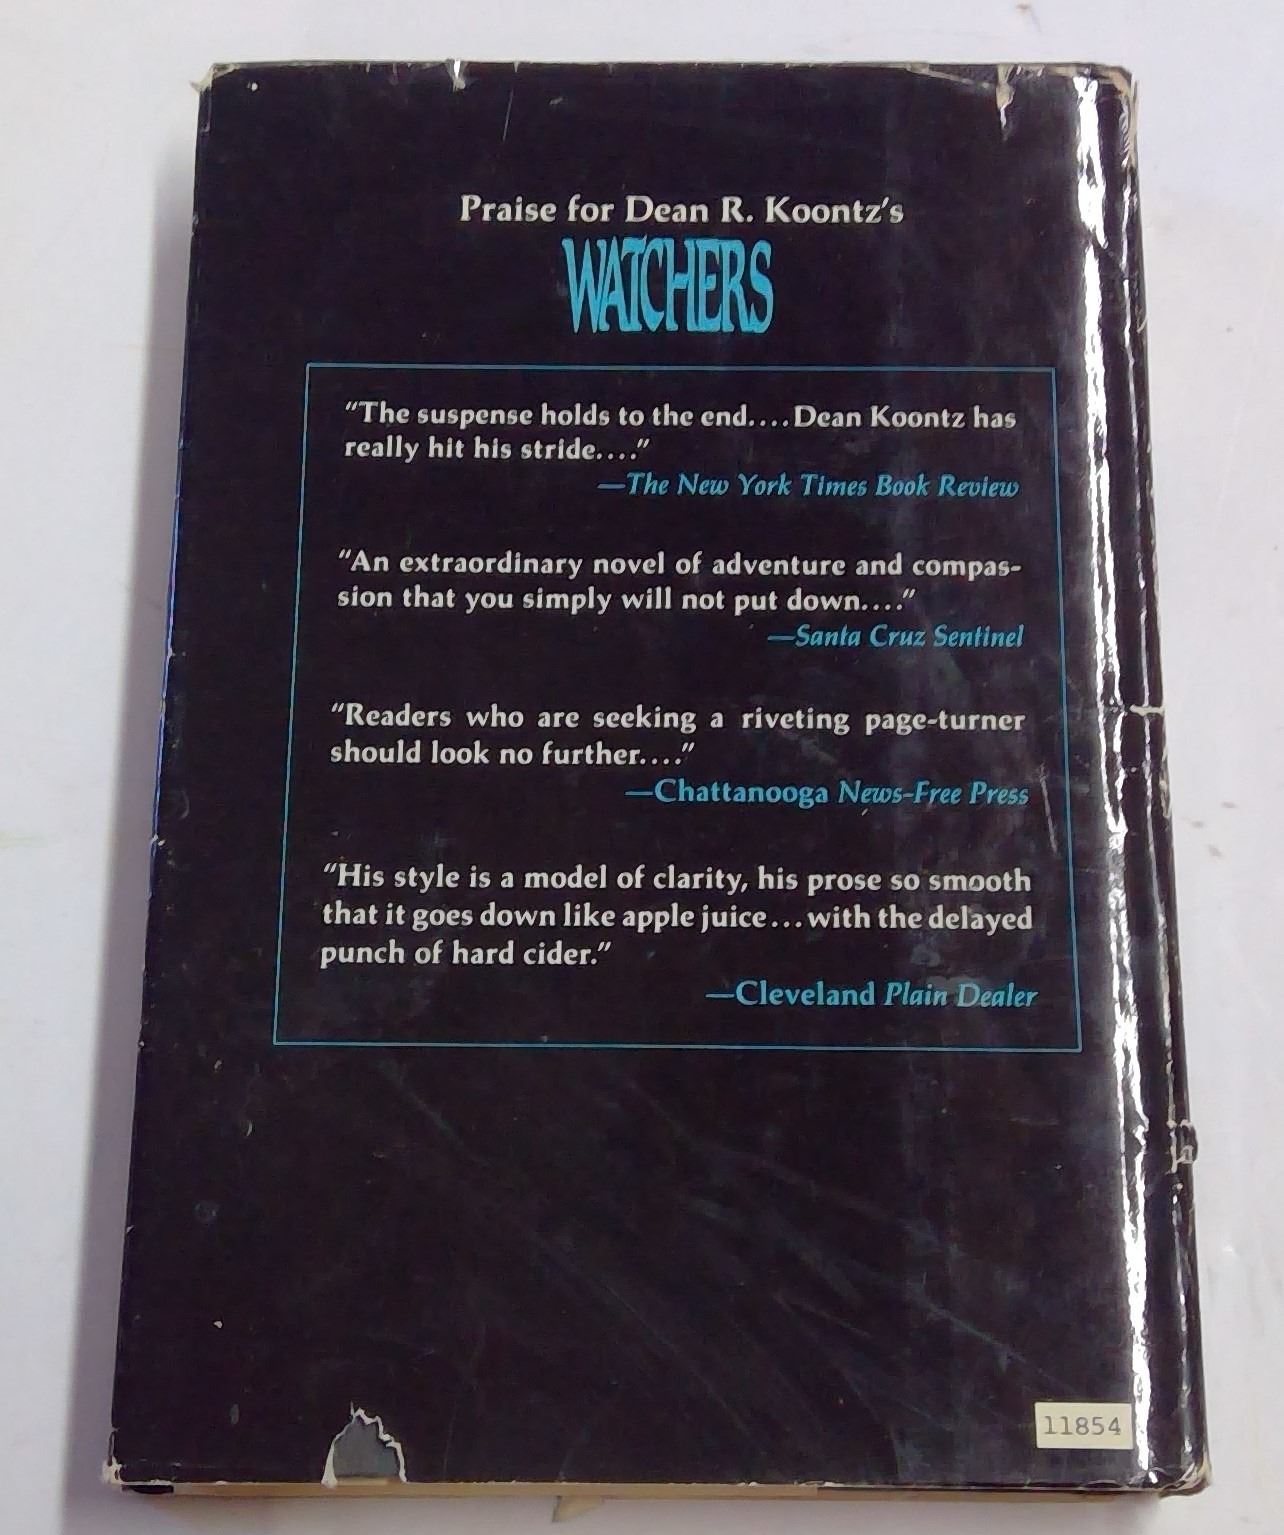 Praise for Dean R. Koontz's
WATCHERS
"The suspense holds to the end....Dean Koontz has
really hit his stride...."
—The New York Times Book Review
"An extraordinary novel of adventure and compas-
sion that you simply will not put down...."
—Santa Cruz Sentinel
"Readers who are seeking a riveting page-turner
should look no further...."
—Chattanooga News-Free Press
"His style is a model of clarity, his prose so smooth
that it goes down like apple juice...with the delayed
punch of hard cider."
—Cleveland Plain Dealer
11854